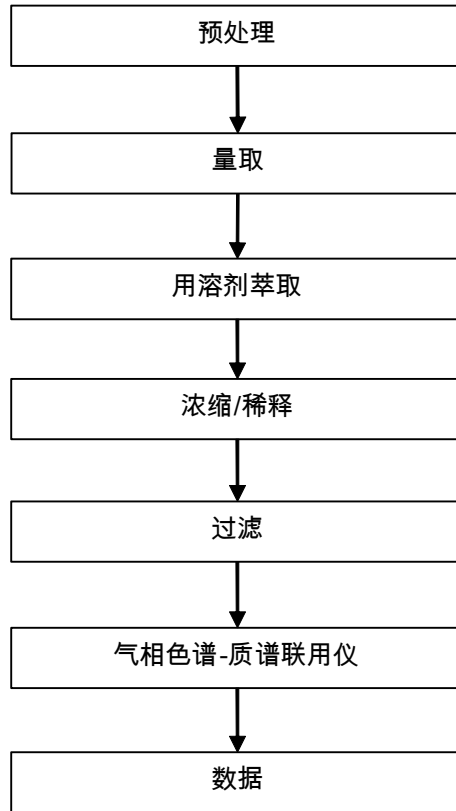 预处理
量取
用溶剂萃取
浓缩/稀释
过滤
气相色谱-质谱联用仪
数据